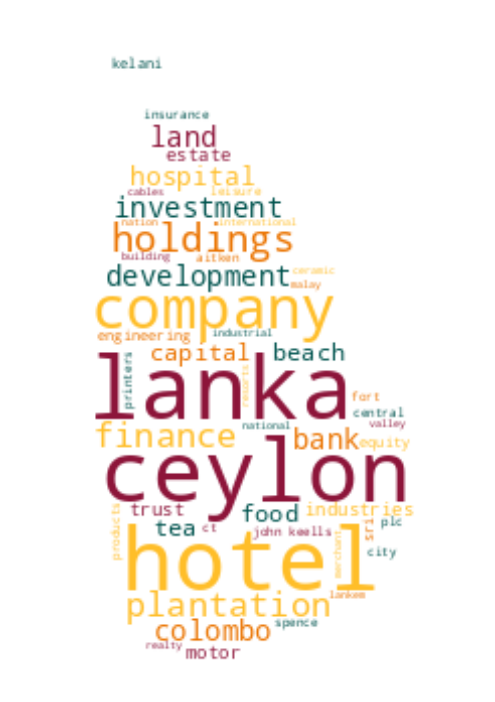 kelani
insurance
land
estate
hospital
cables leisure
investment
nation international
holdings
building aitken
development ceramic
malay
company
engineering industrial
capital beach
printers
lanka
resorts
fort
central
valley
finance national
bank equity
ceylon
products
trust food industries
tea ct john keells sri plc
merchant
city
hotel
lankem
plantation
colombo spence
realty motor